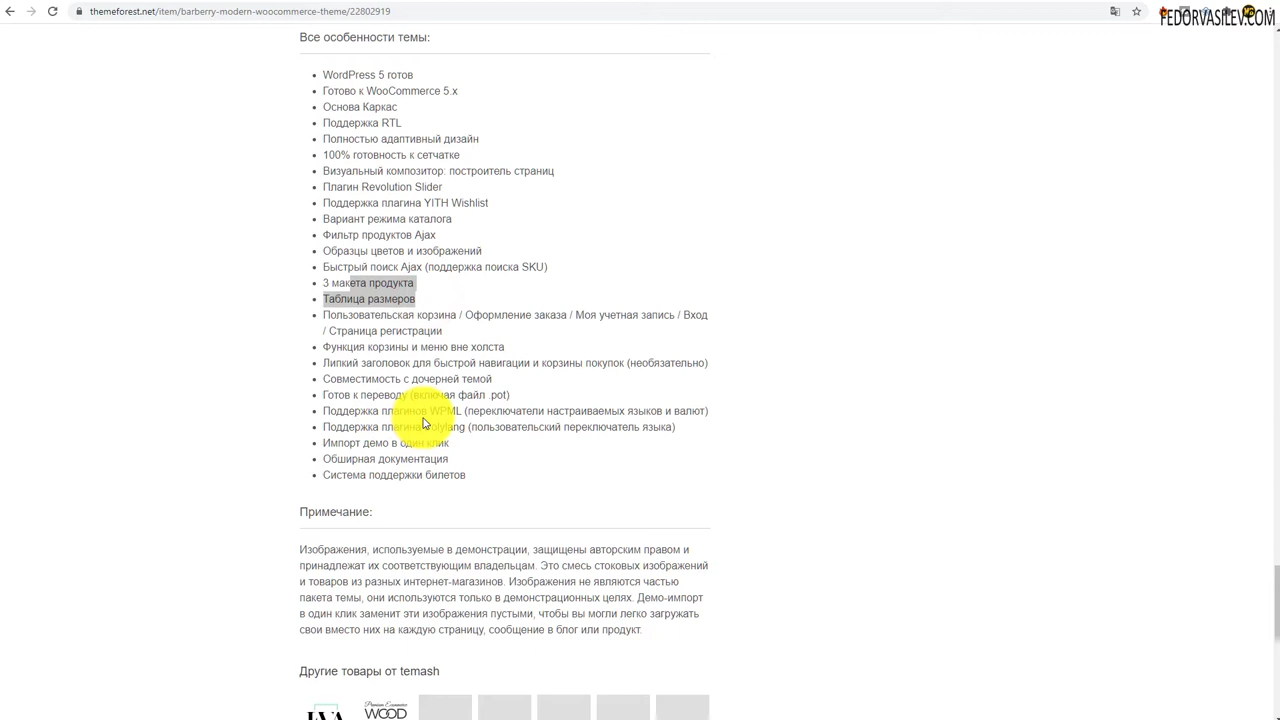 themeforest.net/item/barberry-modern-woocommerce-theme/22802919
FEDORVASILEV.COM
Все особенности темы:
WordPress 5 готов
Готово к WooCommerce 5.x
Основа Каркас
Поддержка RTL
Полностью адаптивный дизайн
100% готовность к сетчатке
Визуальный композитор: построитель страниц
Плагин Revolution Slider
Поддержка плагина YITH Wishlist
Вариант режима каталога
Фильтр продуктов Ajax
Образцы цветов и изображений
Быстрый поиск Ajax (поддержка поиска SKU)
3 макета продукта
Таблица размеров
Пользовательская корзина / Оформление заказа / Моя учетная запись / Вход
/ Страница регистрации
Функция корзины и меню вне холста
Липкий заголовок для быстрой навигации и корзины покупок (необязательно)
Совместимость с дочерней темой
Готов к переводу (включая файл .pot)
Поддержка плагинов WPML (переключатели настраиваемых языков и валют)
Поддержка плагина Polylang (пользовательский переключатель языка)
Импорт демо в один клик
Обширная документация
Система поддержки билетов
Примечание:
Изображения, используемые в демонстрации, защищены авторским правом и
принадлежат их соответствующим владельцам. Это смесь стоковых изображений
и товаров из разных интернет-магазинов. Изображения не являются частью
пакета темы, они используются только в демонстрационных целях. Демо-импорт
в один клик заменит эти изображения пустыми, чтобы вы могли легко загружать
свои вместо них на каждую страницу, сообщение в блог или продукт.
Другие товары от temash
WOOD